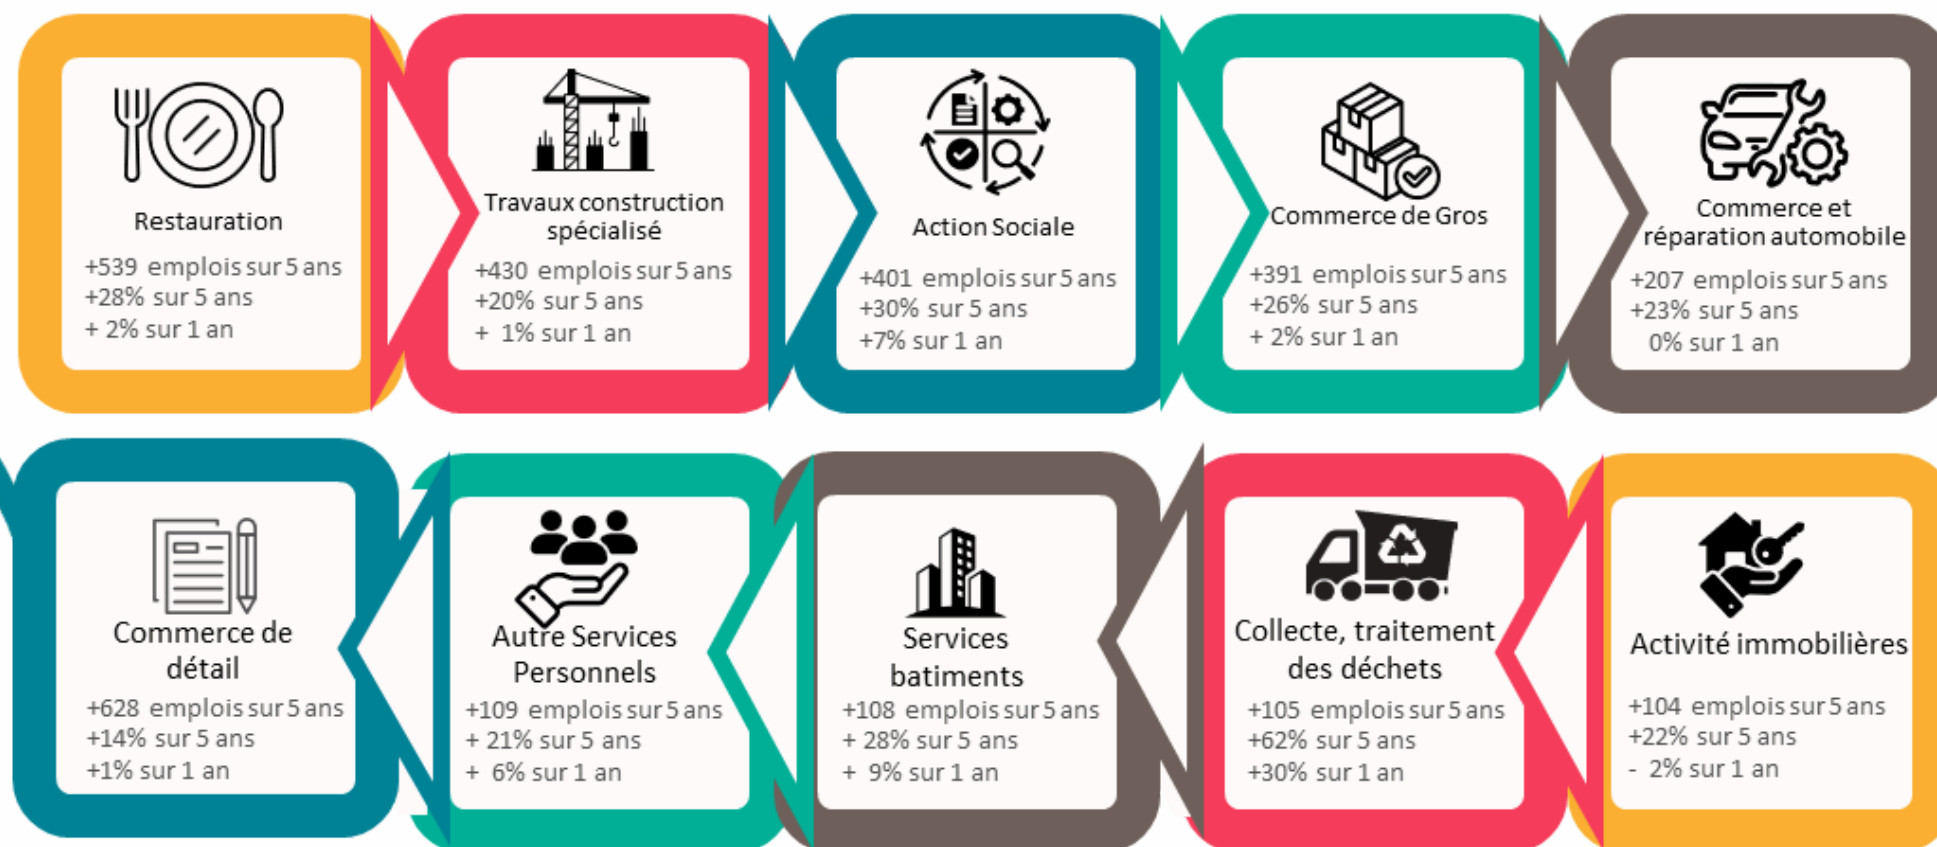 Restauration
+539 emplois sur 5 ans
+28% sur 5 ans
+ 2% sur 1 an
Travaux construction
spécialisé
+430 emplois sur 5 ans
+20% sur 5 ans
+ 1% sur 1 an
Action Sociale
+401 emplois sur 5 ans
+30% sur 5 ans
+7% sur 1 an
Commerce de Gros
+391 emplois sur 5 ans
+26% sur 5 ans
+ 2% sur 1 an
Commerce et
réparation automobile
+207 emplois sur 5 ans
+23% sur 5 ans
0% sur 1 an
Commerce de
détail
+628 emplois sur 5 ans
+14% sur 5 ans
+1% sur 1 an
Autre Services
Personnels
+109 emplois sur 5 ans
+ 21% sur 5 ans
+ 6% sur 1 an
Services
batiments
+108 emplois sur 5 ans
+ 28% sur 5 ans
+ 9% sur 1 an
Collecte, traitement
des déchets
+105 emplois sur 5 ans
+62% sur 5 ans
+30% sur 1 an
Activité immobilières
+104 emplois sur 5 ans
+22% sur 5 ans
- 2% sur 1 an